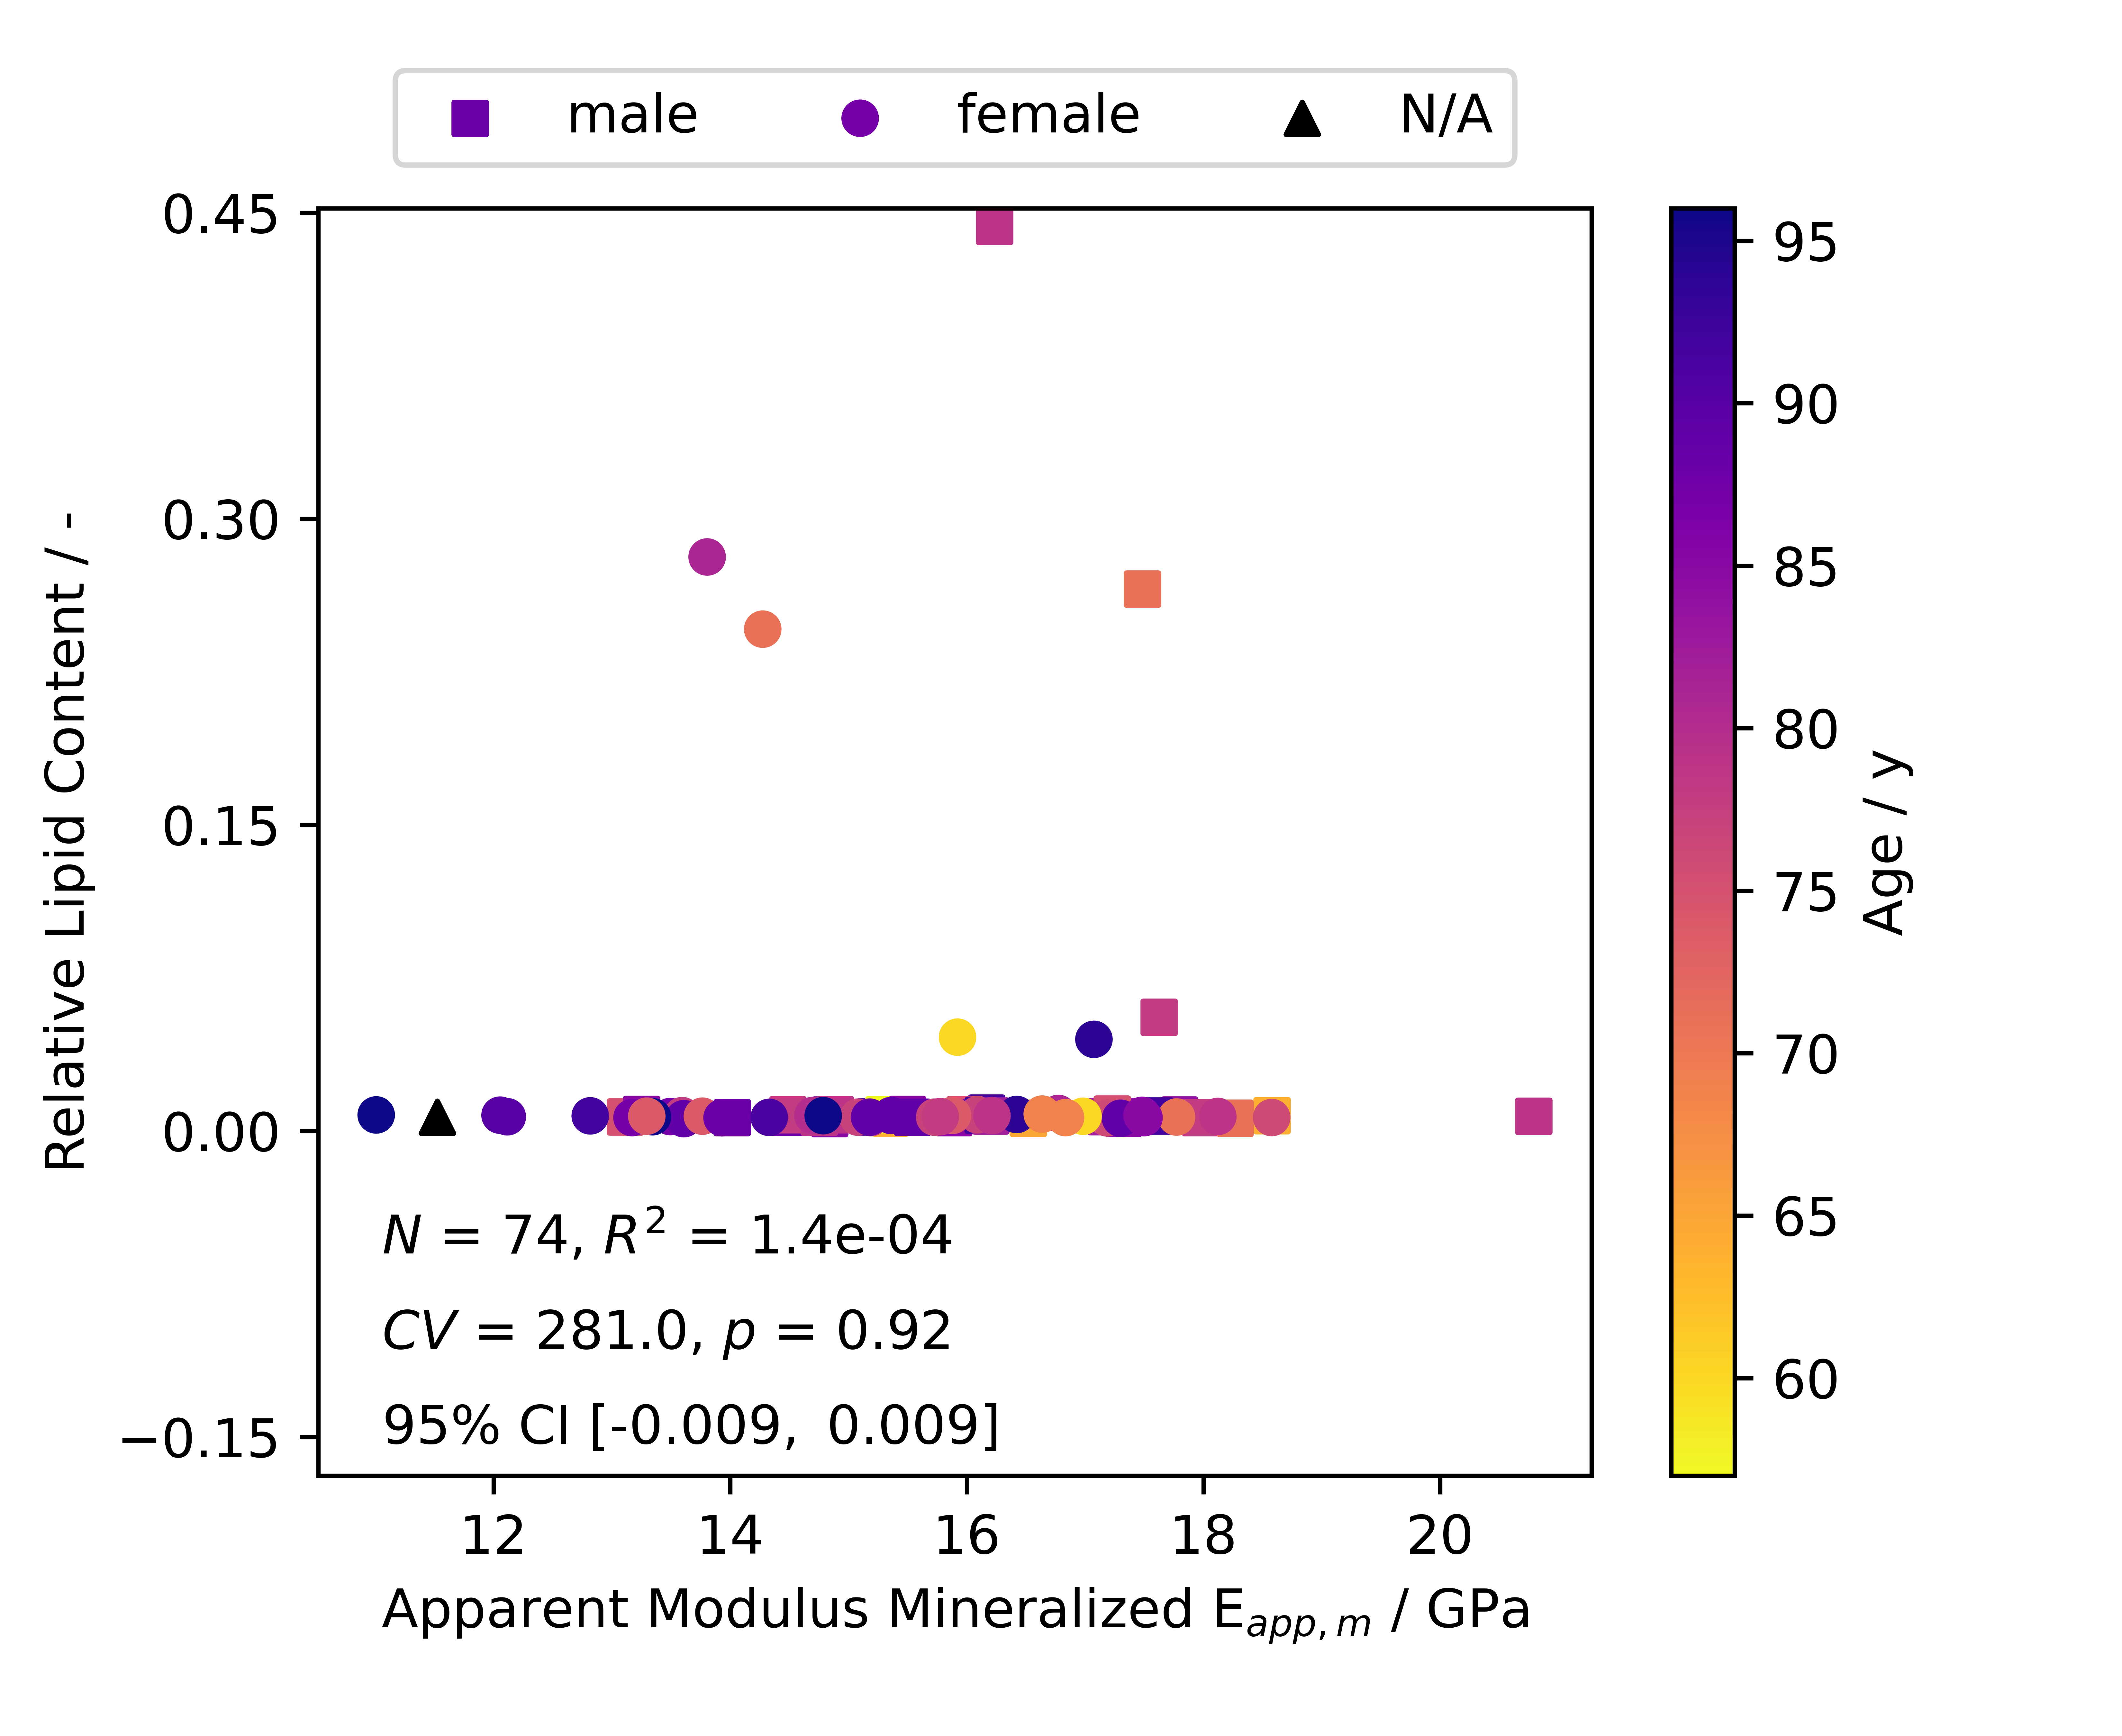 male female N/A
0.45
0.30
0.15
0.00
−0.15
Relative Lipid Content / -
N = 74, R² = 1.4e-04
CV = 281.0, p = 0.92
95% CI [-0.009, 0.009]
12 14 16 18 20
Apparent Modulus Mineralized E_app,m / GPa
95
90
85
80
75
70
65
60
Age / y